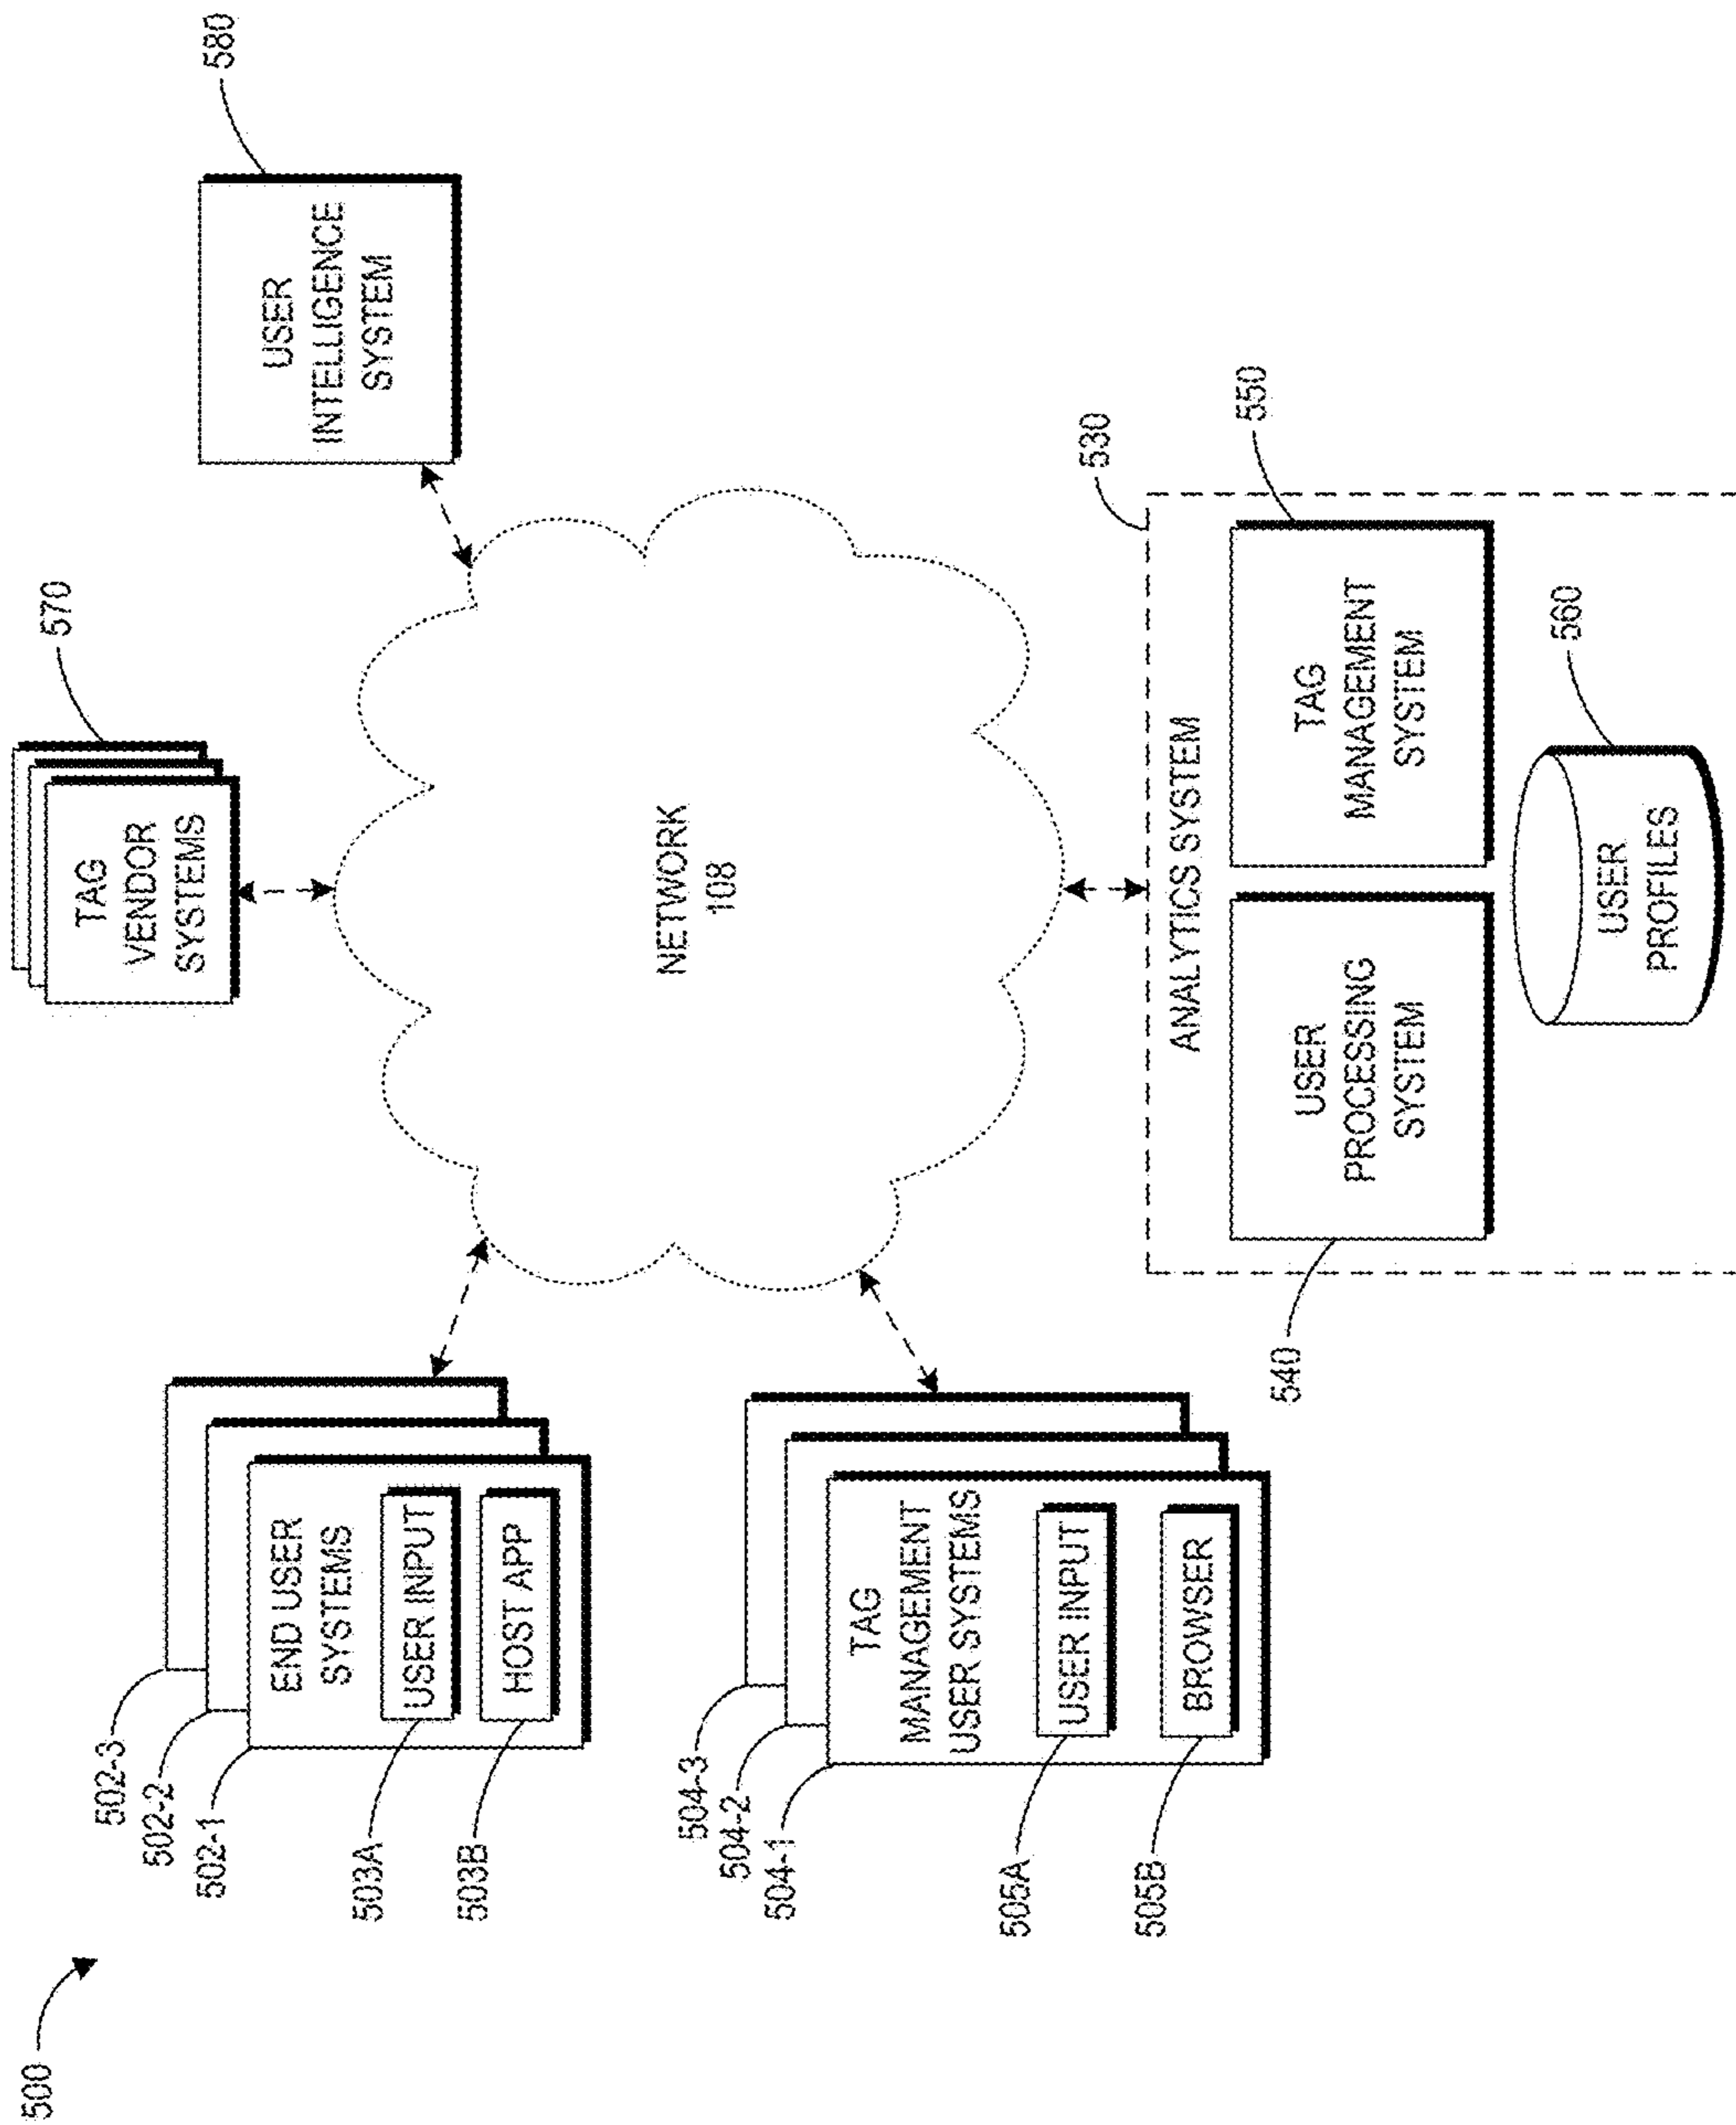 500
502-3
502-2
502-1
503A
503B
END USER
SYSTEMS
USER INPUT
HOST APP
504-3
504-2
504-1
505A
505B
TAG
MANAGEMENT
USER SYSTEMS
USER INPUT
BROWSER
TAG
VENDOR
SYSTEMS
570
NETWORK
108
USER
INTELLIGENCE
SYSTEM
580
530
ANALYTICS SYSTEM
540
USER
PROCESSING
SYSTEM
TAG
MANAGEMENT
SYSTEM
550
USER
PROFILES
560